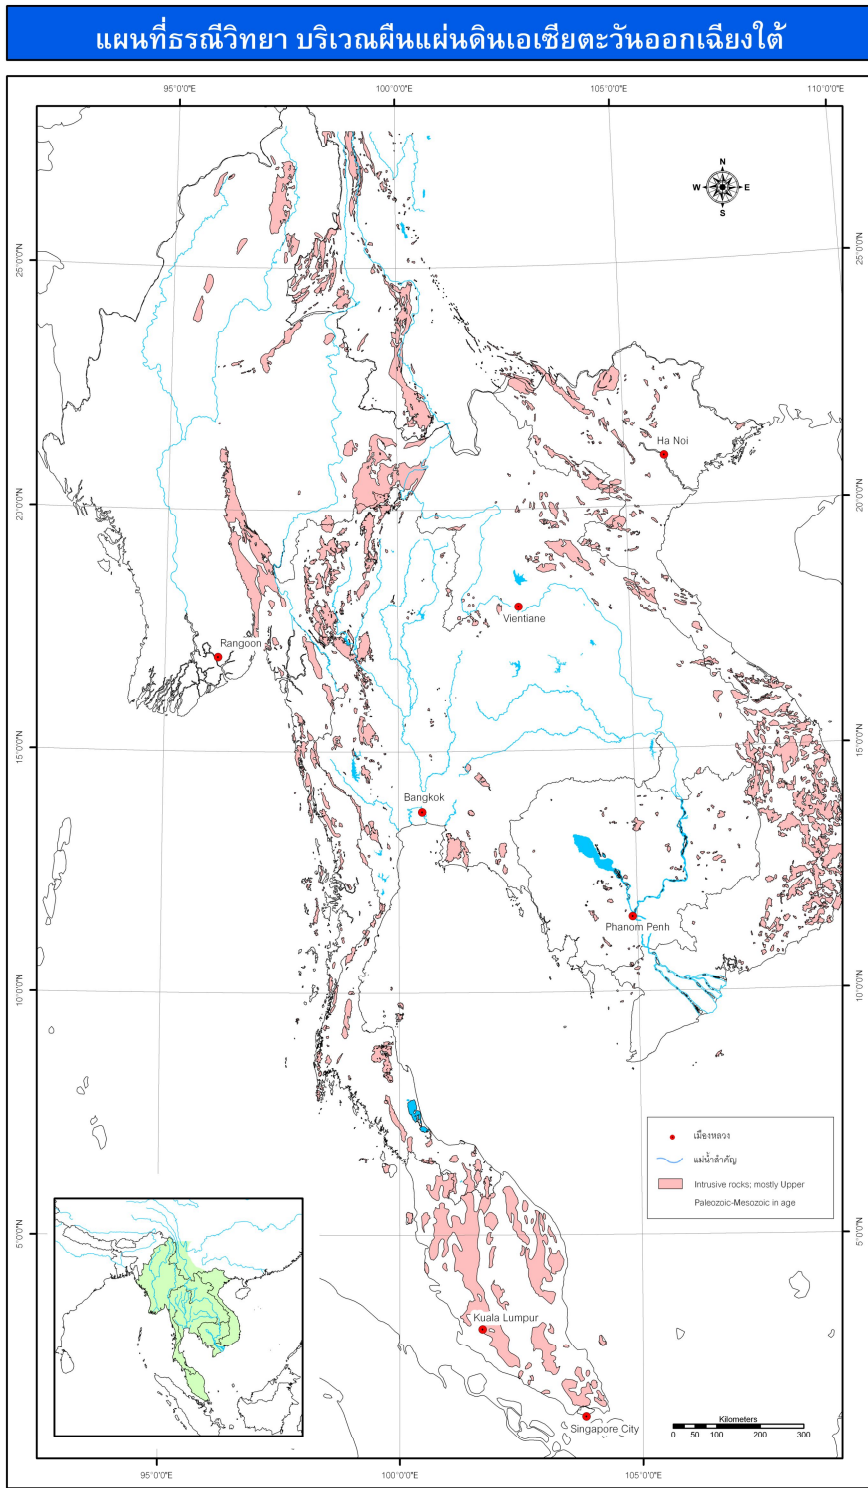 แผนที่ธรณีวิทยา บริเวณผืนแผ่นดินเอเชียตะวันออกเฉียงใต้
95°0'0"E
100°0'0"E
105°0'0"E
110°0'0"E
N
W E
S
25°0'0"N
25°0'0"N
Ha Noi
20°0'0"N
20°0'0"N
Vientiane
Rangoon
15°0'0"N
15°0'0"N
Bangkok
Phanom Penh
10°0'0"N
10°0'0"N
เมืองหลวง
แม่น้ำสำคัญ
Intrusive rocks; mostly Upper
Paleozoic-Mesozoic in age
5°0'0"N
5°0'0"N
Kuala Lumpur
Singapore City
Kilometers
0 50 100 200 300
95°0'0"E
100°0'0"E
105°0'0"E